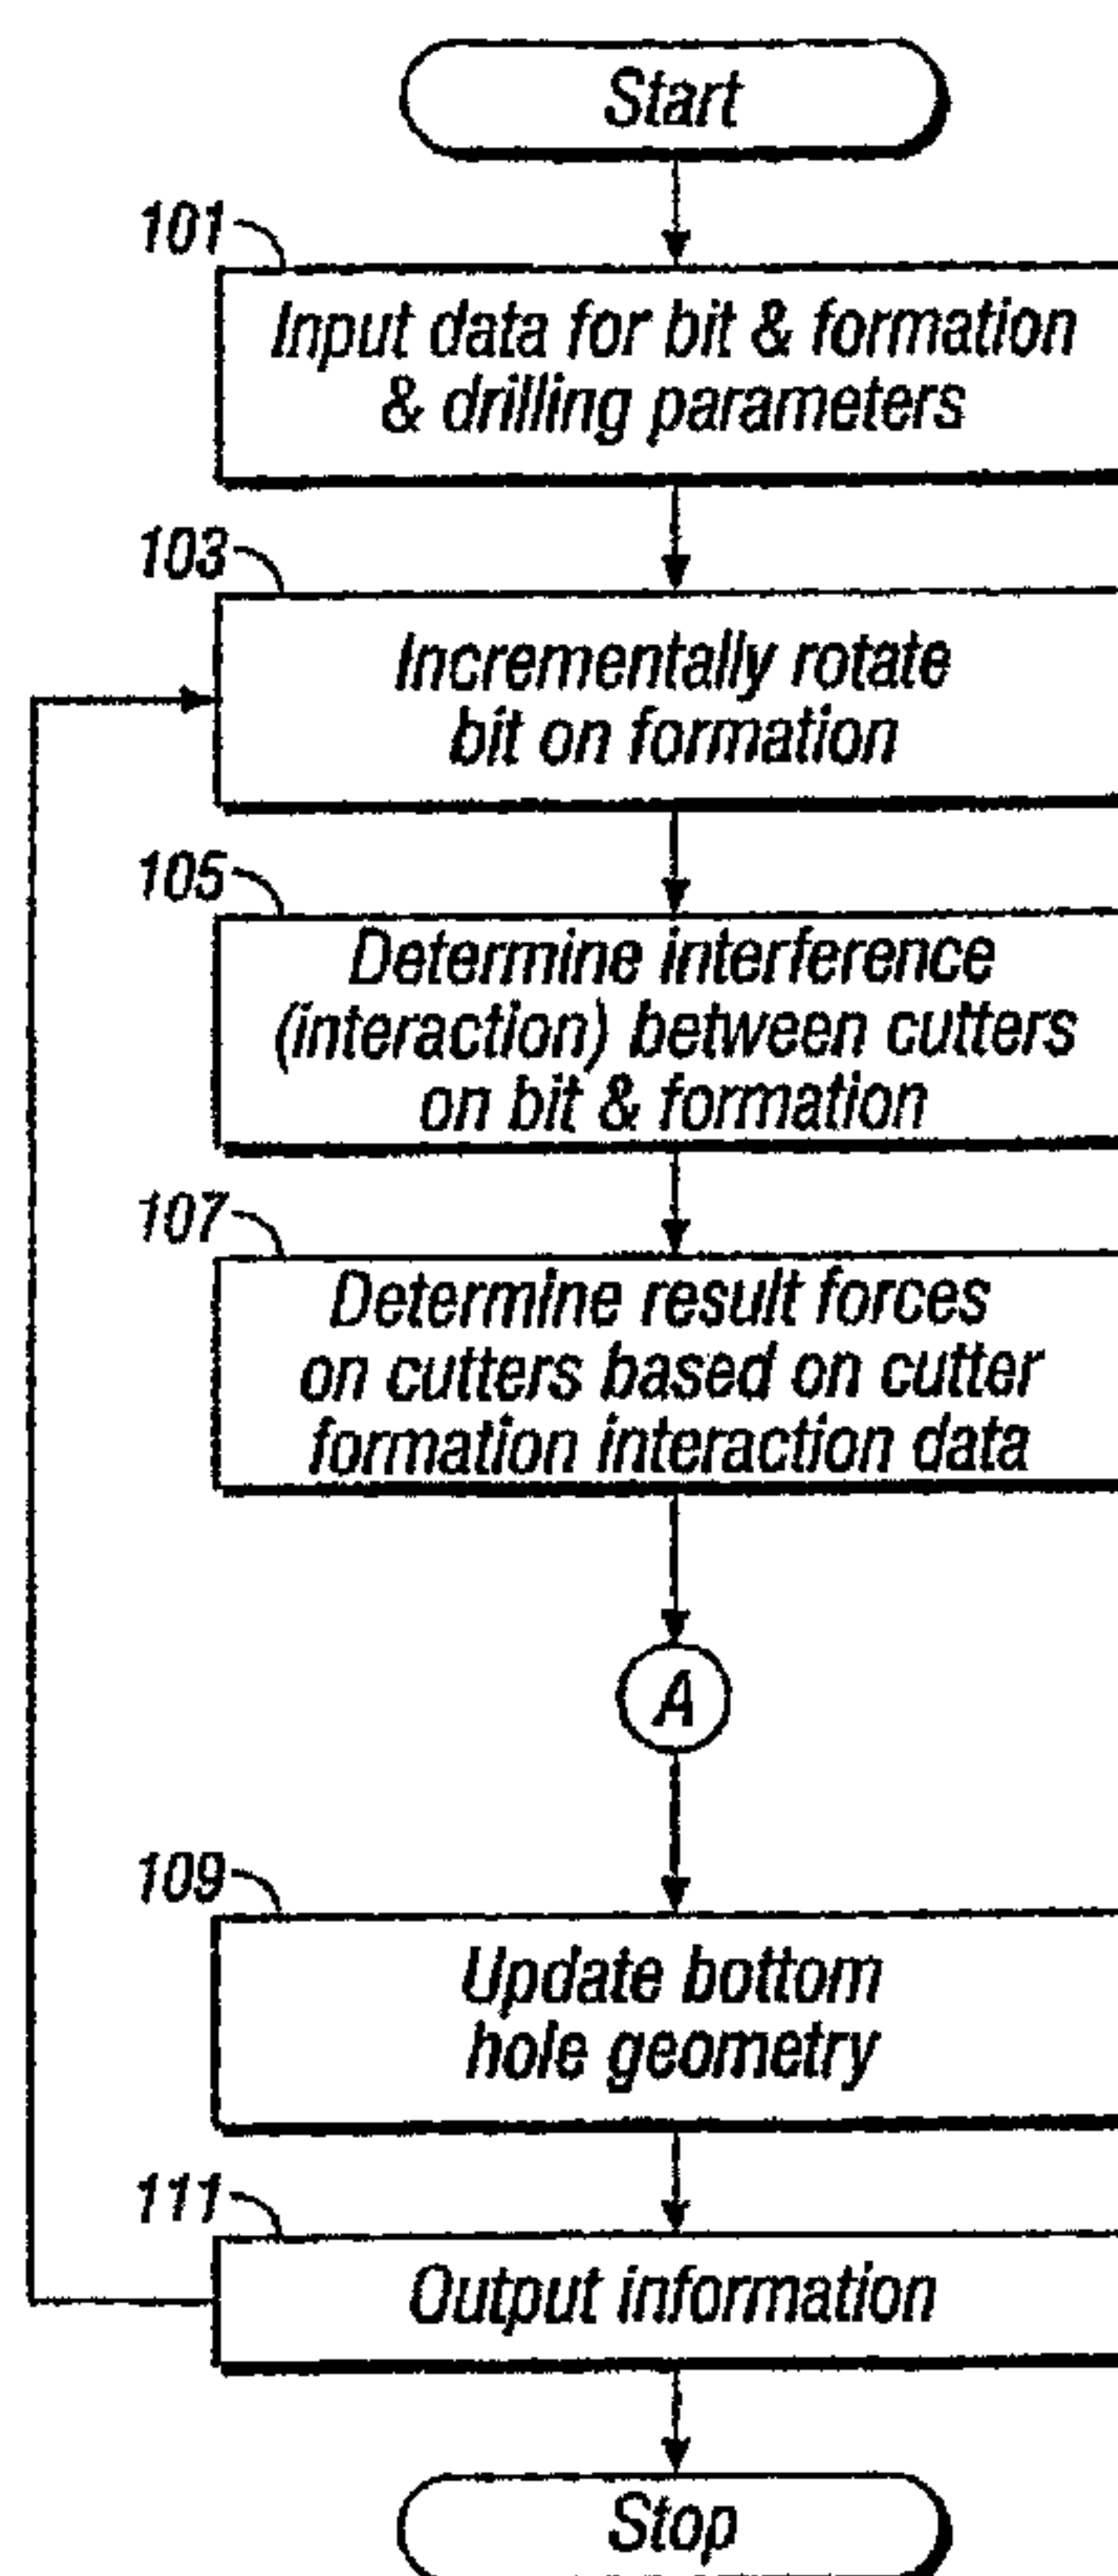 Start
101
Input data for bit & formation
& drilling parameters
103
Incrementally rotate
bit on formation
105
Determine interference
(interaction) between cutters
on bit & formation
107
Determine result forces
on cutters based on cutter
formation interaction data
A
109
Update bottom
hole geometry
111
Output information
Stop